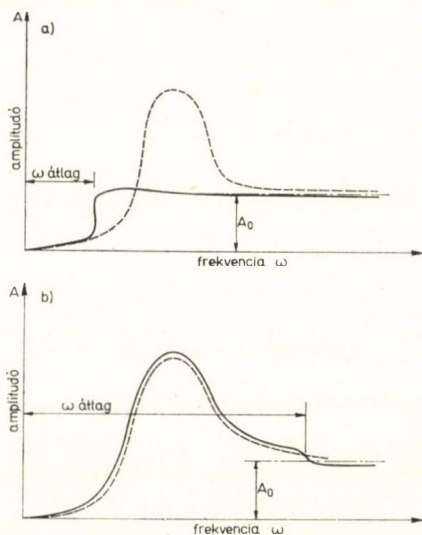 A
a)
amplitudó
ω átlag
A₀
frekvencia ω
A
b)
amplitudó
ω átlag
A₀
frekvencia ω